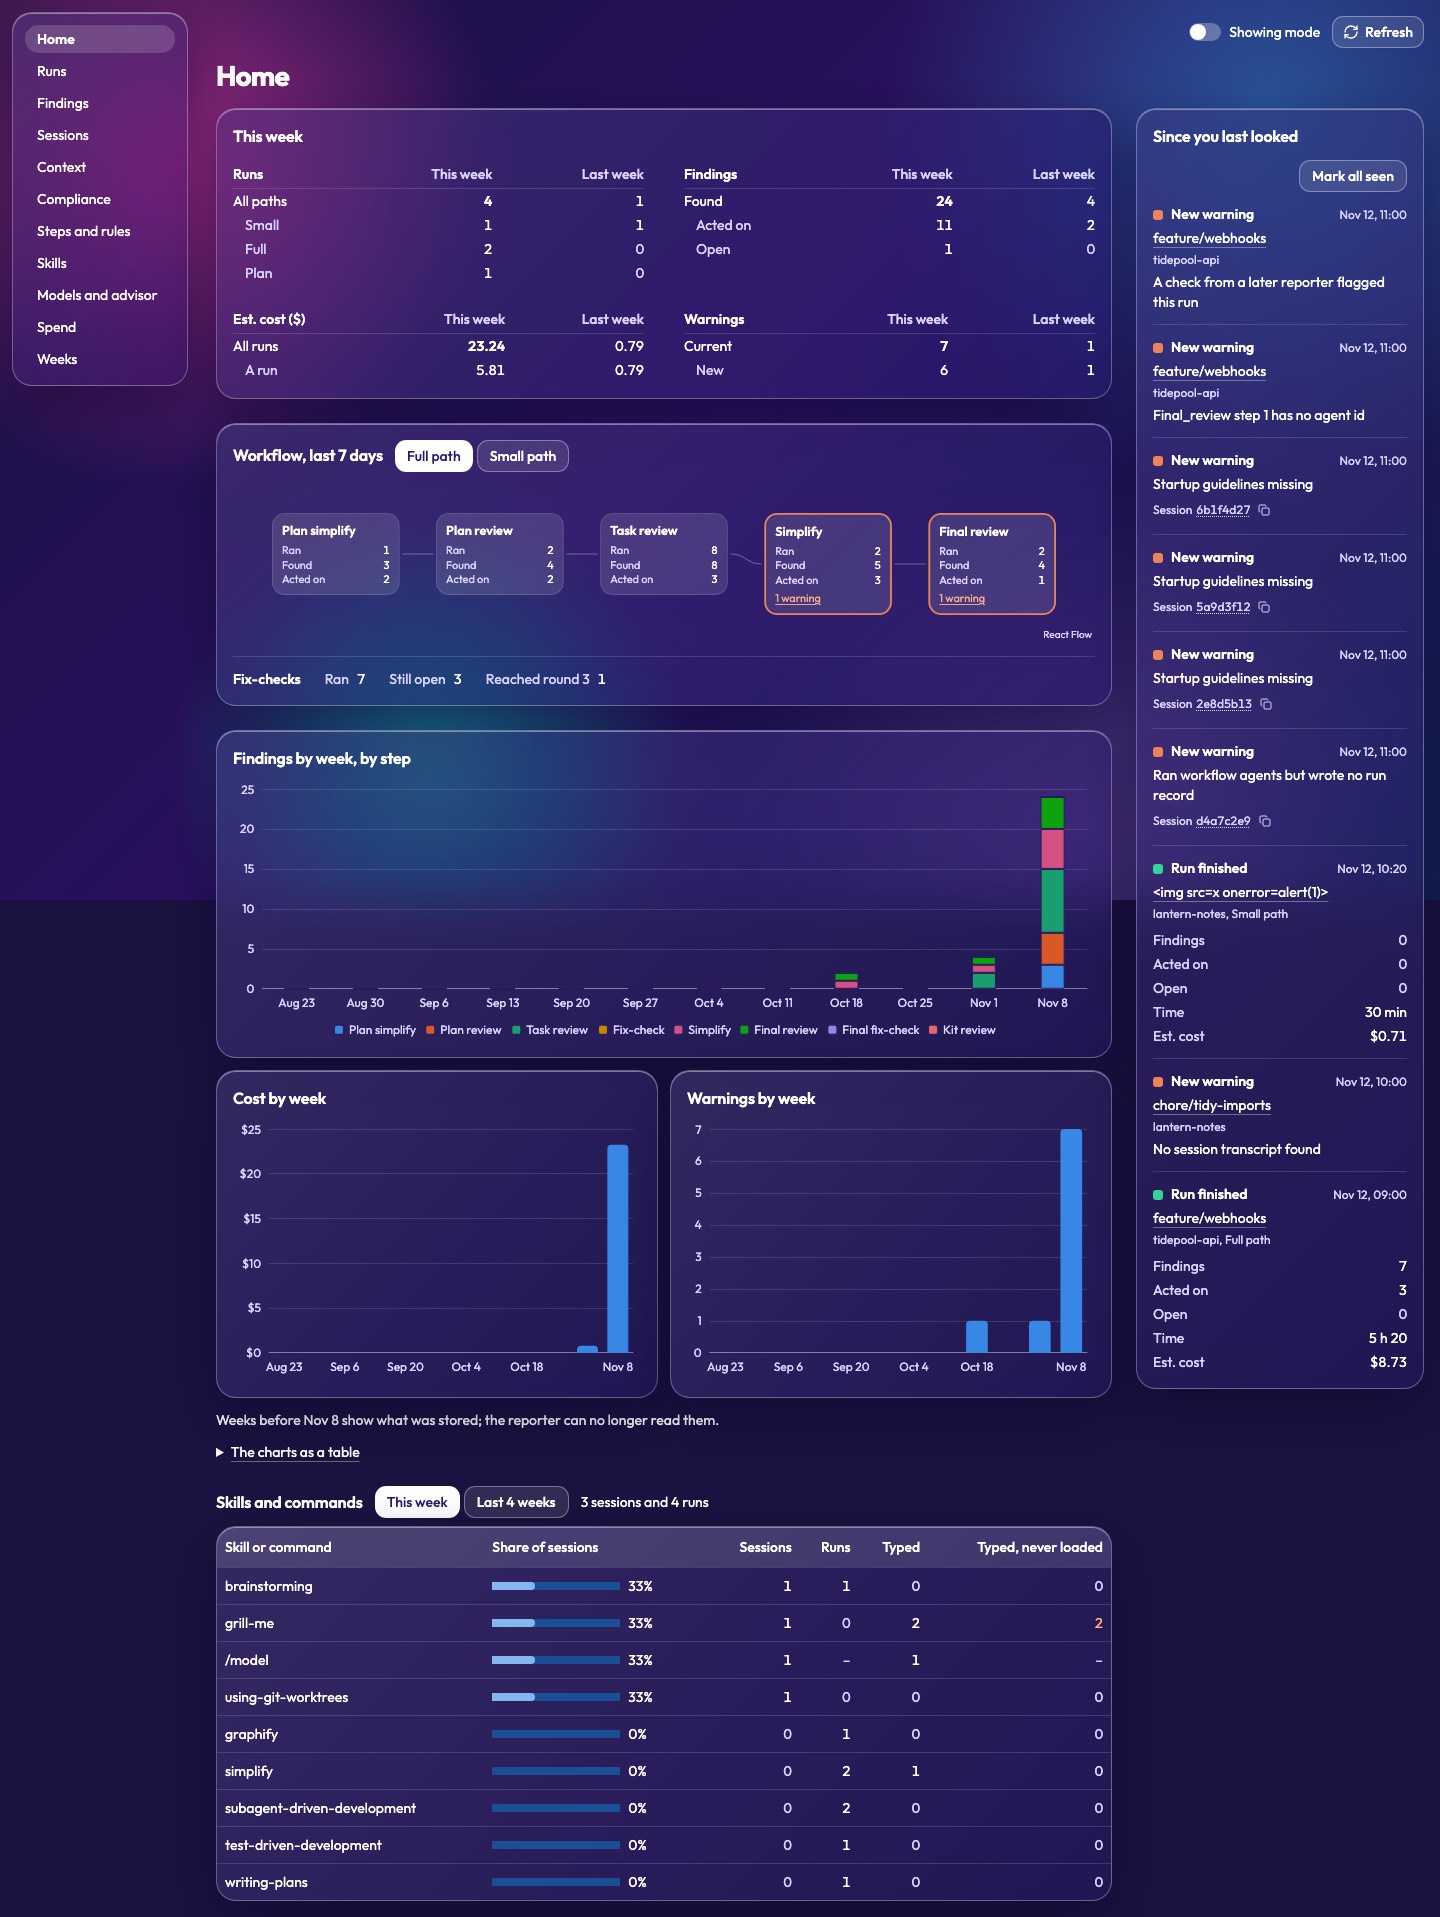 Home
Runs
Findings
Sessions
Context
Compliance
Steps and rules
Skills
Models and advisor
Spend
Weeks
Showing mode
Refresh
Home
This week
Runs This week Last week
All paths 4 1
Small 1 1
Full 2 0
Plan 1 0
Findings This week Last week
Found 24 4
Acted on 11 2
Open 1 0
Est. cost ($) This week Last week
All runs 23.24 0.79
A run 5.81 0.79
Warnings This week Last week
Current 7 1
New 6 1
Workflow, last 7 days Full path Small path
Plan simplify
Ran 1
Found 3
Acted on 2
Plan review
Ran 2
Found 4
Acted on 2
Task review
Ran 8
Found 8
Acted on 3
Simplify
Ran 2
Found 5
Acted on 3
1 warning
Final review
Ran 2
Found 4
Acted on 1
1 warning
React Flow
Fix-checks Ran 7 Still open 3 Reached round 3 1
Findings by week, by step
25
20
15
10
5
0
Aug 23 Aug 30 Sep 6 Sep 13 Sep 20 Sep 27 Oct 4 Oct 11 Oct 18 Oct 25 Nov 1 Nov 8
Plan simplify Plan review Task review Fix-check Simplify Final review Final fix-check Kit review
Cost by week
$25
$20
$15
$10
$5
$0
Aug 23 Sep 6 Sep 20 Oct 4 Oct 18 Nov 8
Warnings by week
7
6
5
4
3
2
1
0
Aug 23 Sep 6 Sep 20 Oct 4 Oct 18 Nov 8
Weeks before Nov 8 show what was stored; the reporter can no longer read them.
The charts as a table
Skills and commands This week Last 4 weeks 3 sessions and 4 runs
Skill or command Share of sessions Sessions Runs Typed Typed, never loaded
brainstorming 33% 1 1 0 0
grill-me 33% 1 0 2 2
/model 33% 1 – 1 –
using-git-worktrees 33% 1 0 0 0
graphify 0% 0 1 0 0
simplify 0% 0 2 1 0
subagent-driven-development 0% 0 2 0 0
test-driven-development 0% 0 1 0 0
writing-plans 0% 0 1 0 0
Since you last looked
Mark all seen
New warning Nov 12, 11:00
feature/webhooks
tidepool-api
A check from a later reporter flagged
this run
New warning Nov 12, 11:00
feature/webhooks
tidepool-api
Final_review step 1 has no agent id
New warning Nov 12, 11:00
Startup guidelines missing
Session 6b1f4d27
New warning Nov 12, 11:00
Startup guidelines missing
Session 5a9d3f12
New warning Nov 12, 11:00
Startup guidelines missing
Session 2e8d5b13
New warning Nov 12, 11:00
Ran workflow agents but wrote no run
record
Session d4a7c2e9
Run finished Nov 12, 10:20
<img src=x onerror=alert(1)>
lantern-notes, Small path
Findings 0
Acted on 0
Open 0
Time 30 min
Est. cost $0.71
New warning Nov 12, 10:00
chore/tidy-imports
lantern-notes
No session transcript found
Run finished Nov 12, 09:00
feature/webhooks
tidepool-api, Full path
Findings 7
Acted on 3
Open 0
Time 5 h 20
Est. cost $8.73